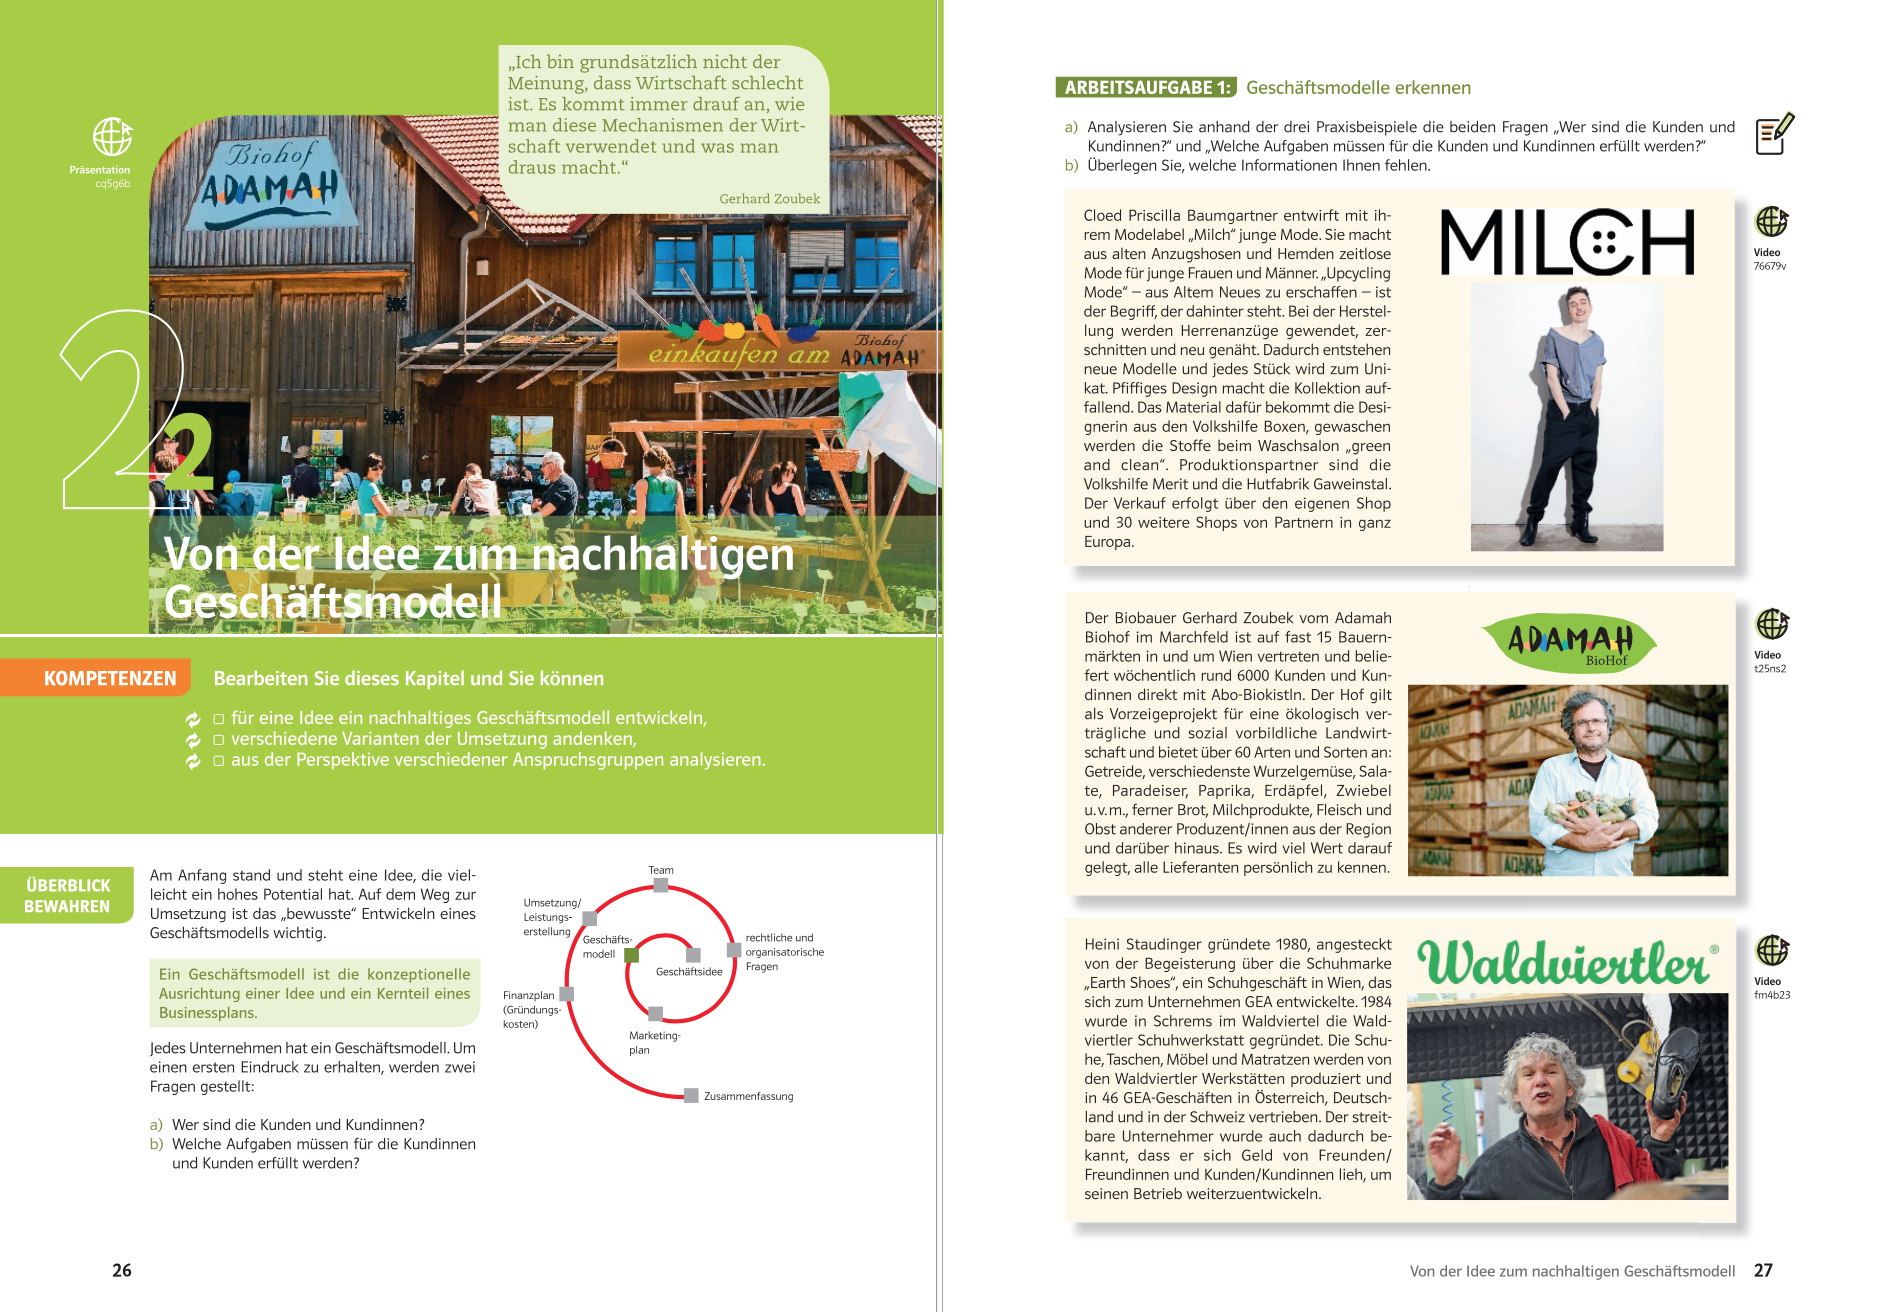 „Ich bin grundsätzlich nicht der
Meinung, dass Wirtschaft schlecht
ist. Es kommt immer drauf an, wie
man diese Mechanismen der Wirt-
schaft verwendet und was man
draus macht.“
Gerhard Zoubek
Präsentation
cq5g6b
Biohof
ADAMAH
einkaufen am
Biohof
ADAMAH®
2
2
Von der Idee zum nachhaltigen
Geschäftsmodell
KOMPETENZEN
Bearbeiten Sie dieses Kapitel und Sie können
für eine Idee ein nachhaltiges Geschäftsmodell entwickeln,
verschiedene Varianten der Umsetzung andenken,
aus der Perspektive verschiedener Anspruchsgruppen analysieren.
ÜBERBLICK
BEWAHREN
Am Anfang stand und steht eine Idee, die viel-
leicht ein hohes Potential hat. Auf dem Weg zur
Umsetzung ist das „bewusste“ Entwickeln eines
Geschäftsmodells wichtig.
Ein Geschäftsmodell ist die konzeptionelle
Ausrichtung einer Idee und ein Kernteil eines
Businessplans.
Jedes Unternehmen hat ein Geschäftsmodell. Um
einen ersten Eindruck zu erhalten, werden zwei
Fragen gestellt:
a) Wer sind die Kunden und Kundinnen?
b) Welche Aufgaben müssen für die Kundinnen
und Kunden erfüllt werden?
Team
Umsetzung/
Leistungs-
erstellung
Geschäfts-
modell
Geschäftsidee
rechtliche und
organisatorische
Fragen
Finanzplan
(Gründungs-
kosten)
Marketing-
plan
Zusammenfassung
26
ARBEITSAUFGABE 1: Geschäftsmodelle erkennen
a) Analysieren Sie anhand der drei Praxisbeispiele die beiden Fragen „Wer sind die Kunden und
Kundinnen?“ und „Welche Aufgaben müssen für die Kunden und Kundinnen erfüllt werden?“
b) Überlegen Sie, welche Informationen Ihnen fehlen.
Cloed Priscilla Baumgartner entwirft mit ih-
rem Modelabel „Milch“ junge Mode. Sie macht
aus alten Anzugshosen und Hemden zeitlose
Mode für junge Frauen und Männer. „Upcycling
Mode“ – aus Altem Neues zu erschaffen – ist
der Begriff, der dahinter steht. Bei der Herstel-
lung werden Herrenanzüge gewendet, zer-
schnitten und neu genäht. Dadurch entstehen
neue Modelle und jedes Stück wird zum Uni-
kat. Pfiffiges Design macht die Kollektion auf-
fallend. Das Material dafür bekommt die Desi-
gnerin aus den Volkshilfe Boxen, gewaschen
werden die Stoffe beim Waschsalon „green
and clean“. Produktionspartner sind die
Volkshilfe Merit und die Hutfabrik Gaweinstal.
Der Verkauf erfolgt über den eigenen Shop
und 30 weitere Shops von Partnern in ganz
Europa.
MILCH
Video
76679v
Der Biobauer Gerhard Zoubek vom Adamah
Biohof im Marchfeld ist auf fast 15 Bauern-
märkten in und um Wien vertreten und belie-
fert wöchentlich rund 6000 Kunden und Kun-
dinnen direkt mit Abo-Biokistln. Der Hof gilt
als Vorzeigeprojekt für eine ökologisch ver-
trägliche und sozial vorbildliche Landwirt-
schaft und bietet über 60 Arten und Sorten an:
Getreide, verschiedenste Wurzelgemüse, Sala-
te, Paradeiser, Paprika, Erdäpfel, Zwiebel
u.v.m., ferner Brot, Milchprodukte, Fleisch und
Obst anderer Produzent/innen aus der Region
und darüber hinaus. Es wird viel Wert darauf
gelegt, alle Lieferanten persönlich zu kennen.
ADAMAH
BioHof
ADAMAH
ADAMAH
Video
t25ns2
Heini Staudinger gründete 1980, angesteckt
von der Begeisterung über die Schuhmarke
„Earth Shoes“, ein Schuhgeschäft in Wien, das
sich zum Unternehmen GEA entwickelte. 1984
wurde in Schrems im Waldviertel die Wald-
viertler Schuhwerkstatt gegründet. Die Schu-
he, Taschen, Möbel und Matratzen werden von
den Waldviertler Werkstätten produziert und
in 46 GEA-Geschäften in Österreich, Deutsch-
land und in der Schweiz vertrieben. Der streit-
bare Unternehmer wurde auch dadurch be-
kannt, dass er sich Geld von Freunden/
Freundinnen und Kunden/Kundinnen lieh, um
seinen Betrieb weiterzuentwickeln.
Waldviertler®
Video
fm4b23
Von der Idee zum nachhaltigen Geschäftsmodell 27